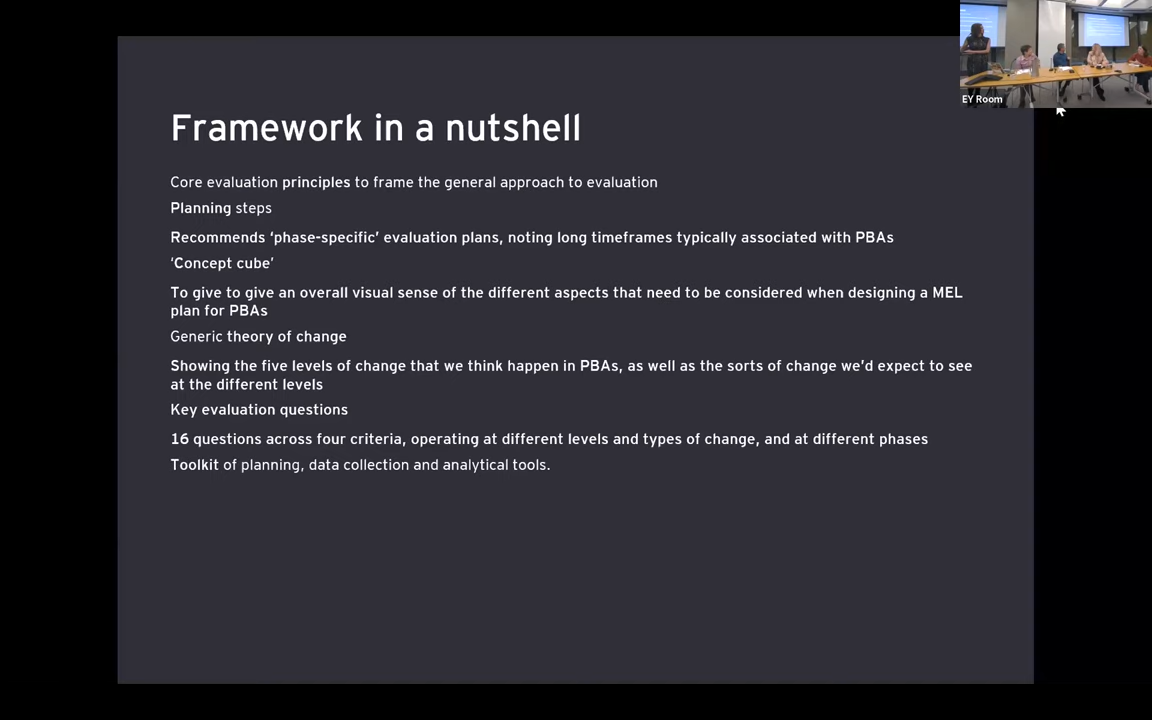 EY Room
Framework in a nutshell
Core evaluation principles to frame the general approach to evaluation
Planning steps
Recommends ‘phase-specific’ evaluation plans, noting long timeframes typically associated with PBAs
‘Concept cube’
To give to give an overall visual sense of the different aspects that need to be considered when designing a MEL
plan for PBAs
Generic theory of change
Showing the five levels of change that we think happen in PBAs, as well as the sorts of change we’d expect to see
at the different levels
Key evaluation questions
16 questions across four criteria, operating at different levels and types of change, and at different phases
Toolkit of planning, data collection and analytical tools.